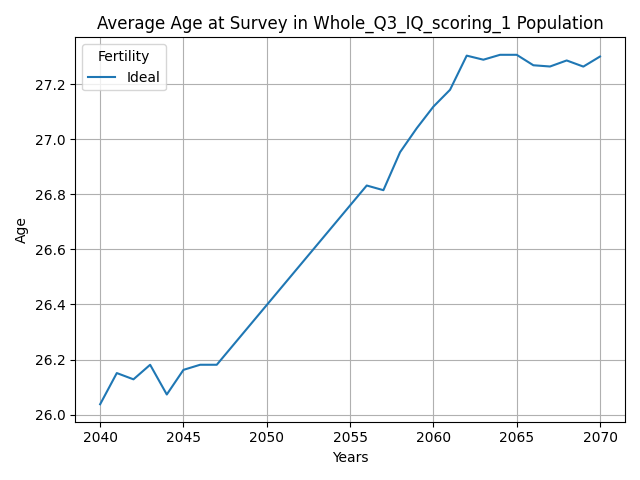 Average Age at Survey in Whole_Q3_IQ_scoring_1 Population
Fertility
Ideal
Age
27.2
27.0
26.8
26.6
26.4
26.2
26.0
2040 2045 2050 2055 2060 2065 2070
Years